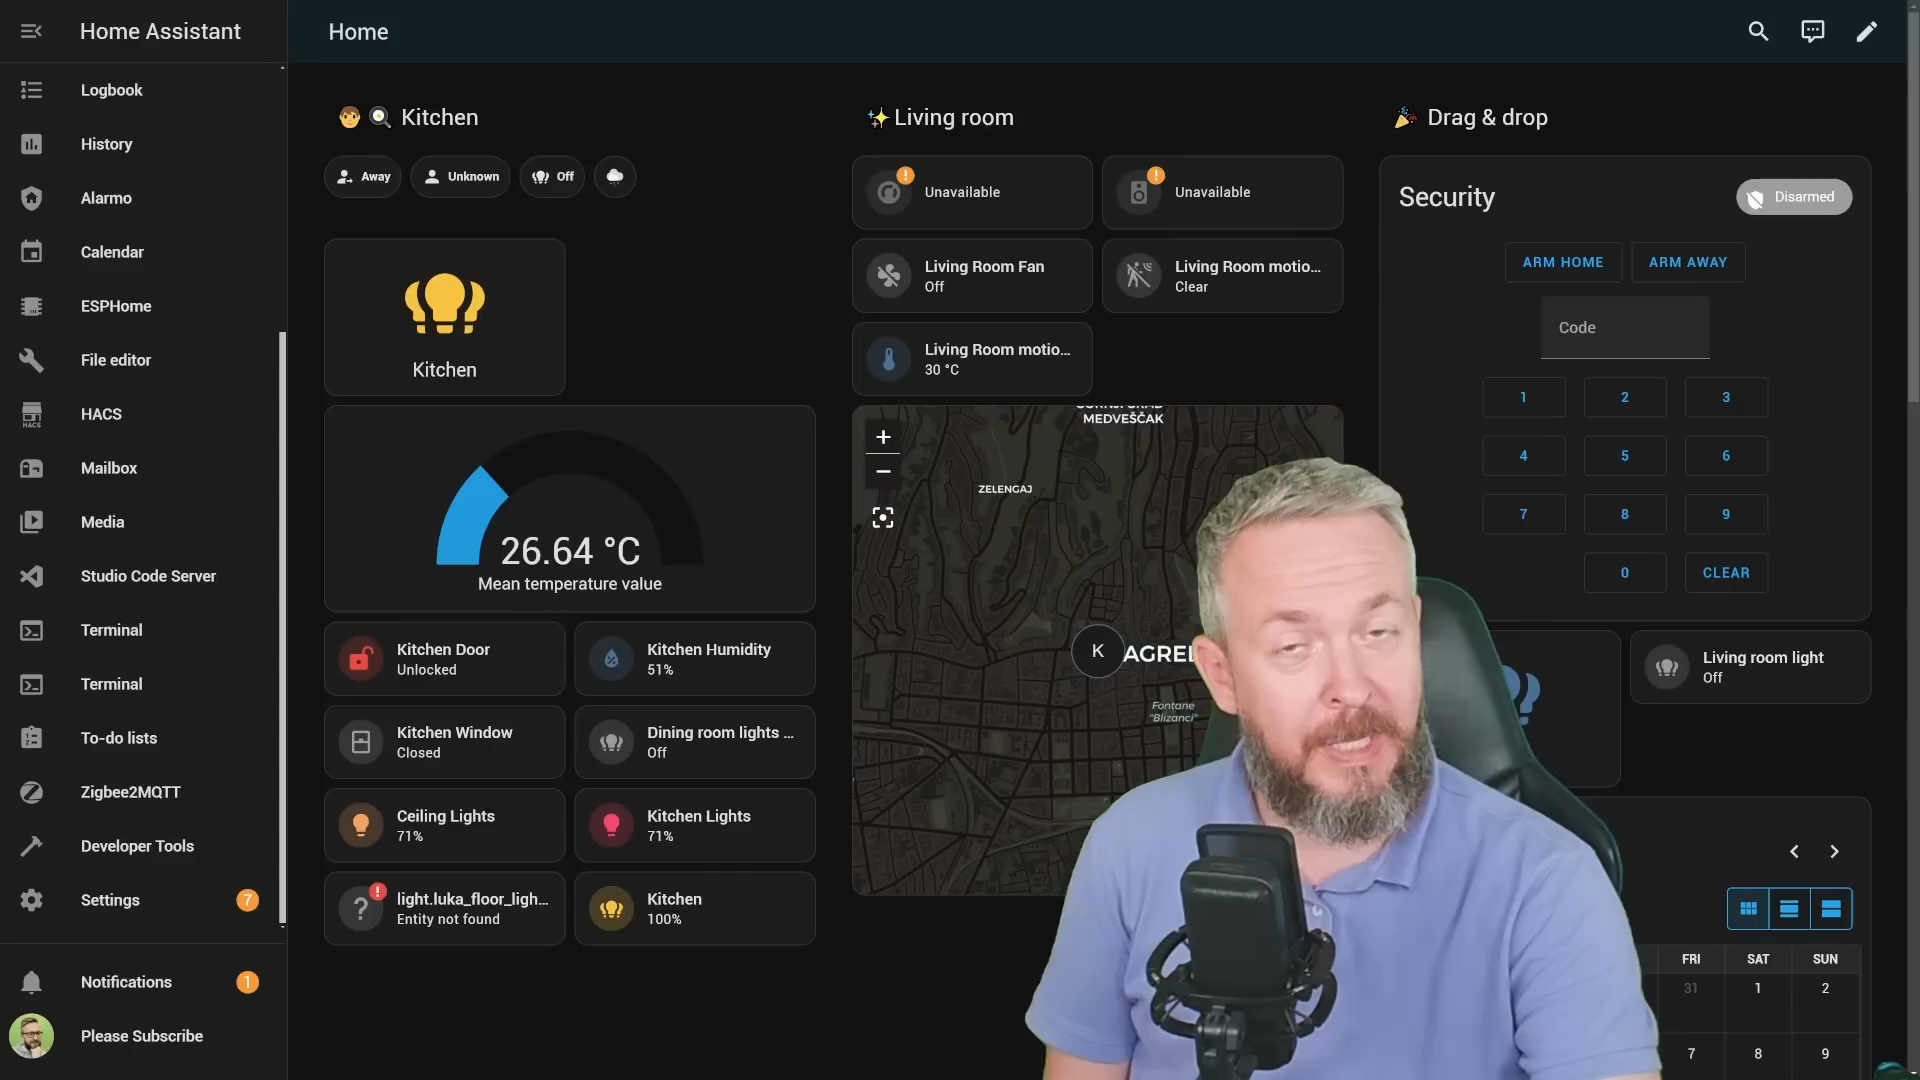 Home Assistant
Logbook
History
Alarmo
Calendar
ESPHome
File editor
HACS
HACS
Mailbox
Media
Studio Code Server
Terminal
Terminal
To-do lists
Zigbee2MQTT
Developer Tools
Settings
7
Notifications
1
Please Subscribe
Home
Kitchen
Away
Unknown
Off
Kitchen
26.64 °C
Mean temperature value
Kitchen Door
Unlocked
Kitchen Humidity
51%
Kitchen Window
Closed
Dining room lights ...
Off
Ceiling Lights
71%
Kitchen Lights
71%
light.luka_floor_ligh...
Entity not found
Kitchen
100%
Living room
Unavailable
Unavailable
Living Room Fan
Off
Living Room motio...
Clear
Living Room motio...
30 °C
+
−
MEDVEŠČAK
ZELENGAJ
K
Fontane
"Blizanci"
Drag & drop
Security
Disarmed
ARM HOME
ARM AWAY
Code
1
2
3
4
5
6
7
8
9
0
CLEAR
Living room light
Off
FRI
SAT
SUN
31
1
2
7
8
9